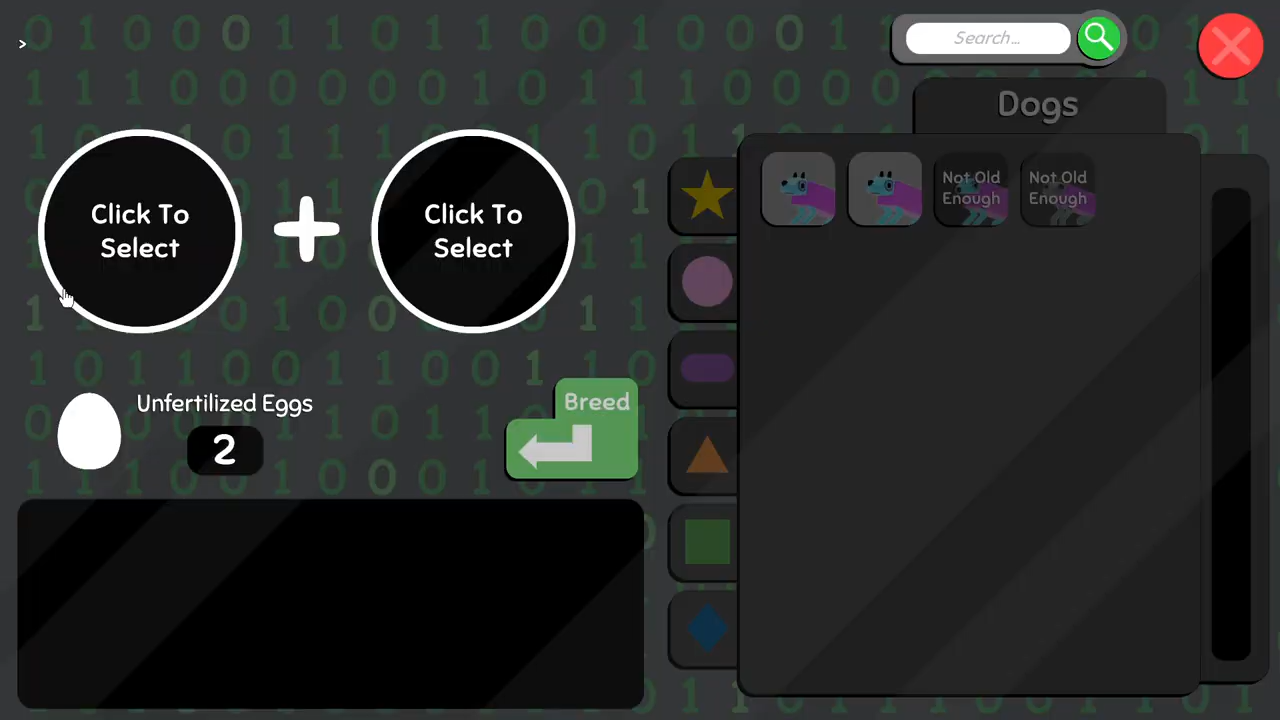 >
Search...
Dogs
Click To
Select
Click To
Select
Not Old
Enough
Not Old
Enough
Unfertilized Eggs
2
Breed